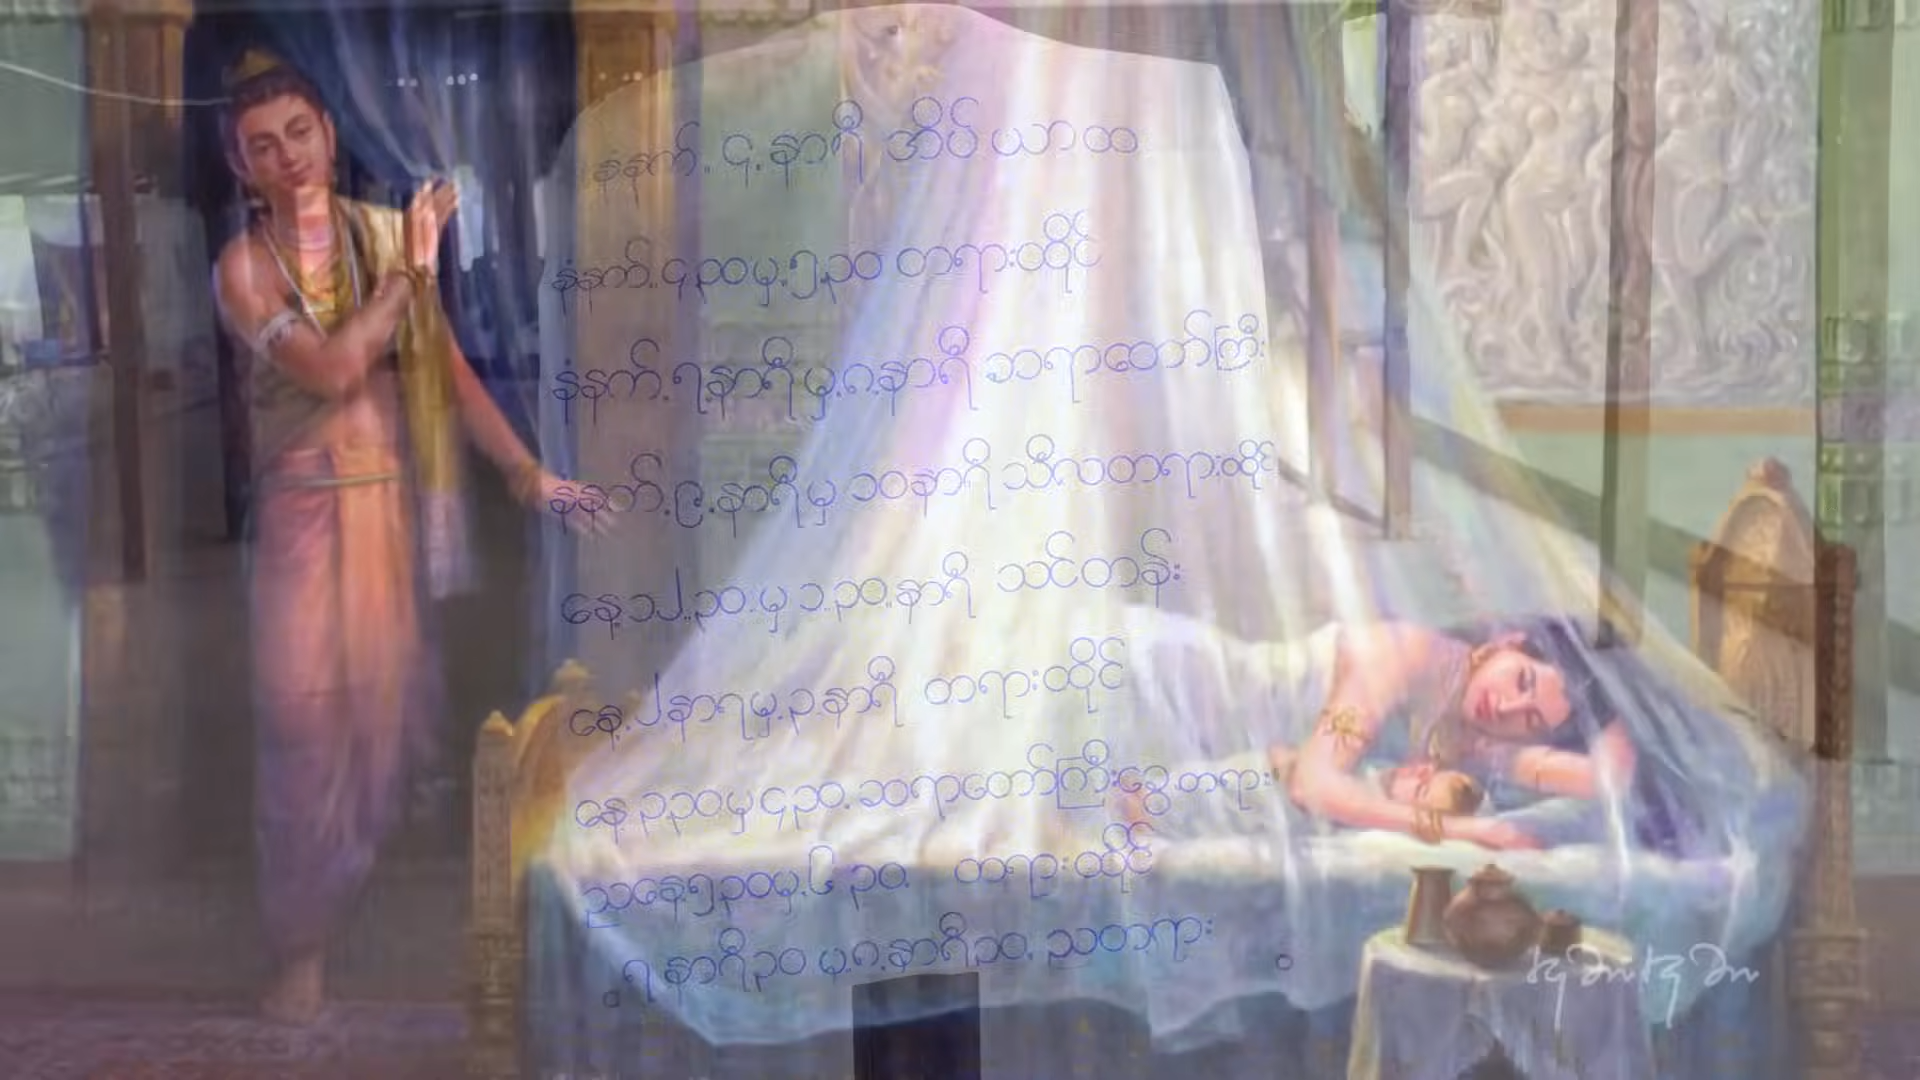 နံနက်. ၄. နာရီ အိပ် ယာ ထ
နံနက်. ၄.၃၀မှ.၅.၃၀ တရားထိုင်
နံနက်. ရ.နာရီမှ.၈.နာရီ ဆရာတော်ကြီး
နံနက်.၉.နာရီမှ ၁၀နာရီ သီလတရားထိုင်
နေ့.၁၂.၃၀.မှ ၁.၃၀.နာရီ သင်တန်း
နေ့.၂နာရမှ.၃.နာရီ တရားထိုင်
နေ့.၃.၃၀.မှ ၄.၃၀. ဆရာတော်ကြီးခွေတရား
ညနေ.၅.၃၀မှ.၆.၃၀. တရားထိုင်
ရ.နာရီ၃၀ မှ.၈.နာရီ၃၀. ညတရား